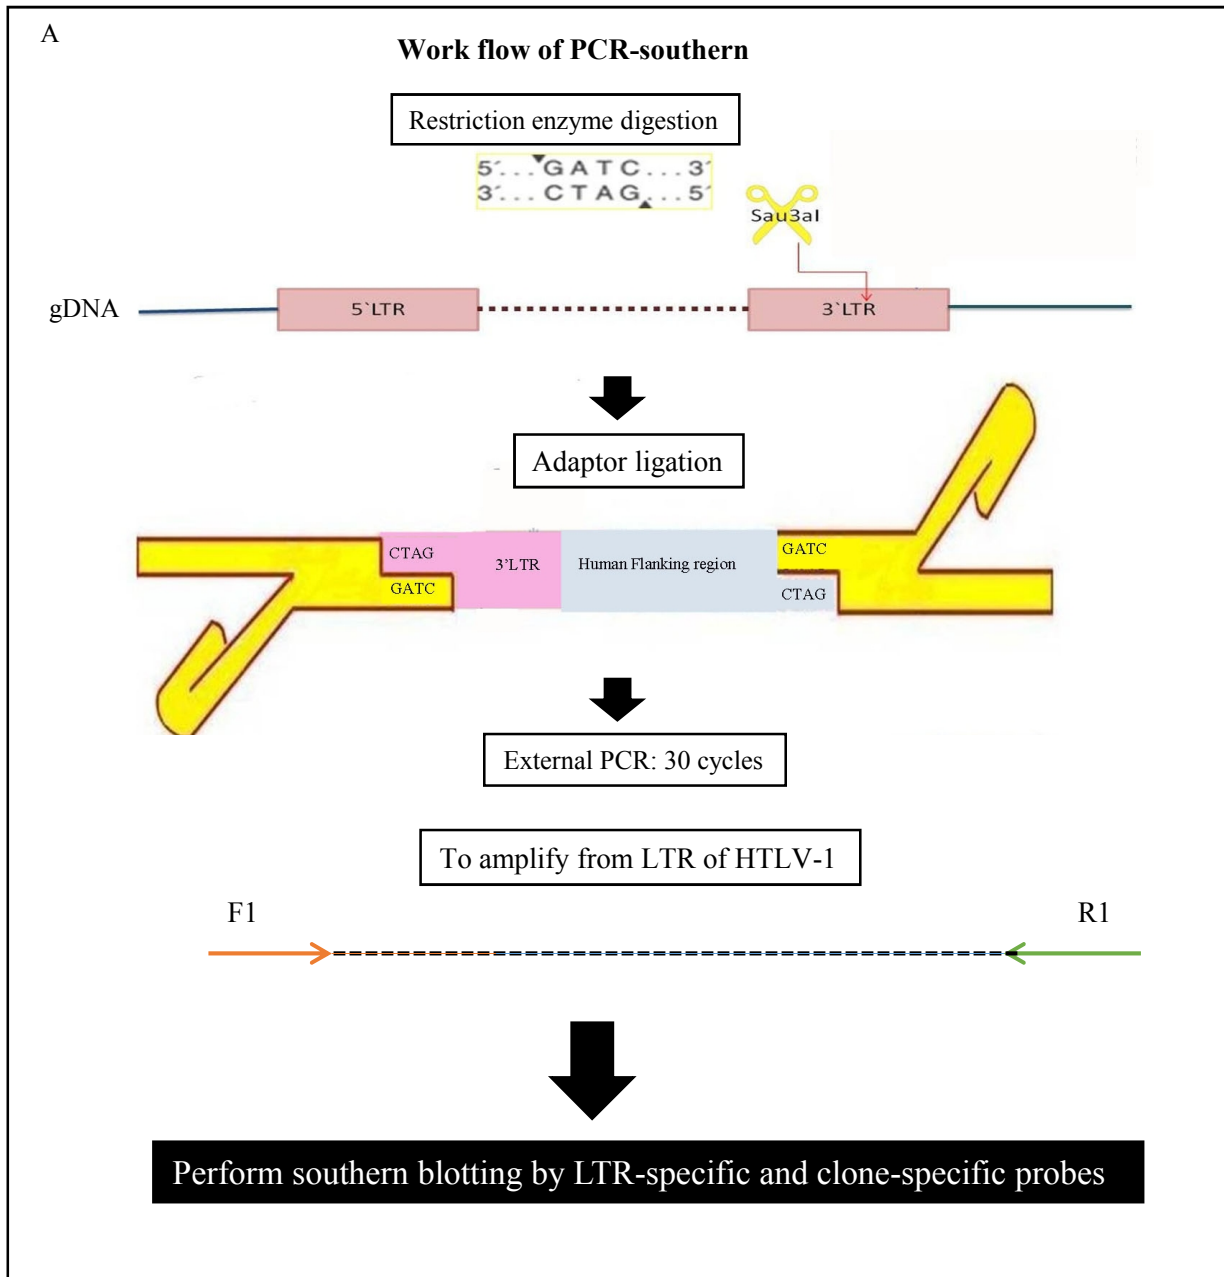 A
Work flow of PCR-southern
Restriction enzyme digestion
5´...GATC...3´
3´...CTAG...5´
Sau3aI
gDNA
5`LTR
3`LTR
Adaptor ligation
CTAG
3'LTR
Human Flanking region
GATC
GATC
CTAG
External PCR: 30 cycles
To amplify from LTR of HTLV-1
F1
R1
Perform southern blotting by LTR-specific and clone-specific probes